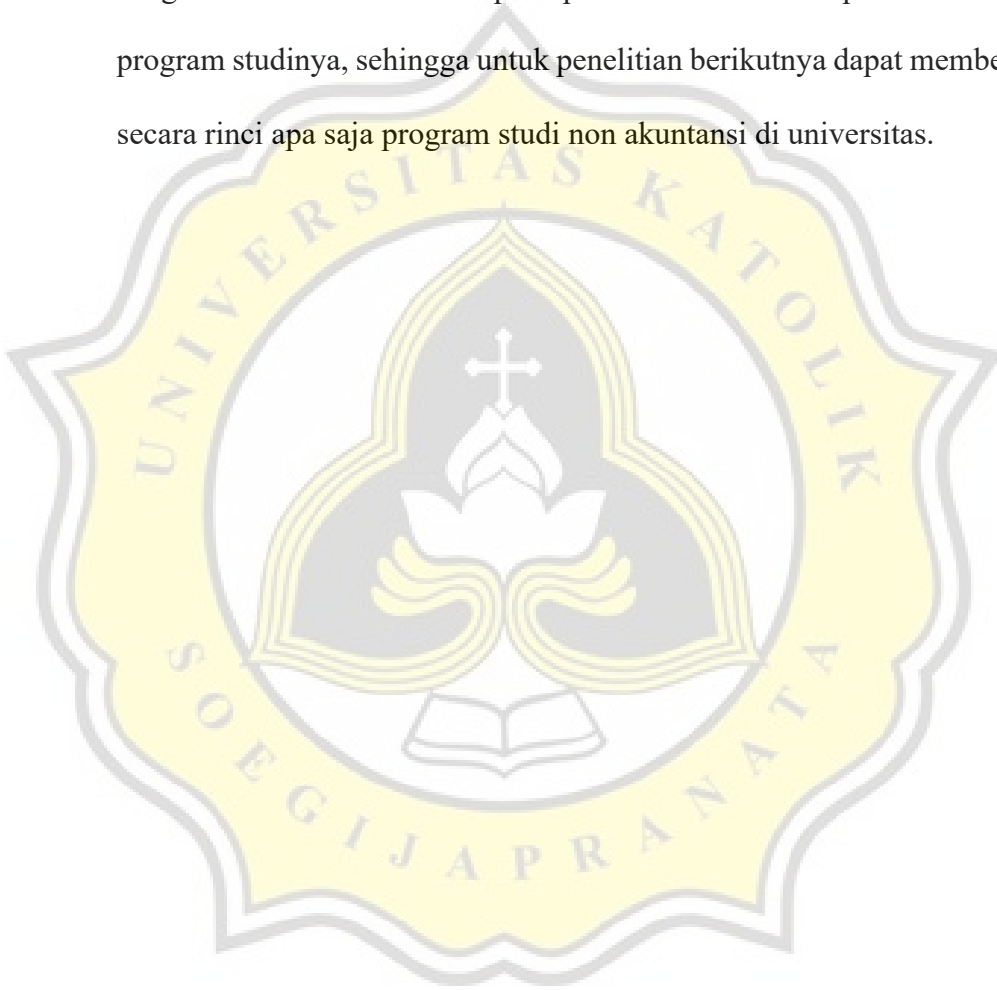 program studinya, sehingga untuk penelitian berikutnya dapat membe
secara rinci apa saja program studi non akuntansi di universitas.
UNIVERSITAS KATOLIK
SOEGIJAPRANATA